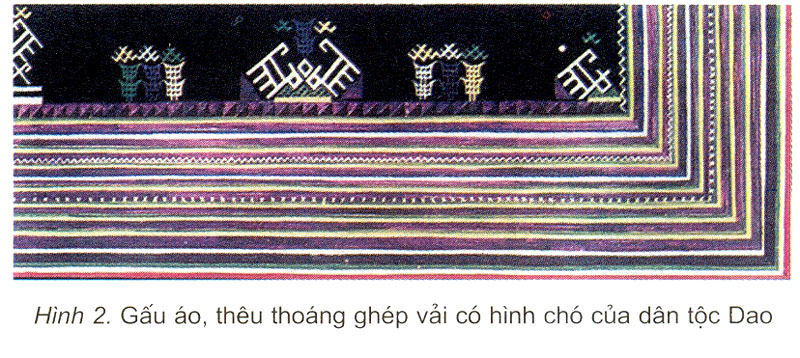 Hình 2. Gấu áo, thêu thoáng ghép vải có hình chó của dân tộc Dao